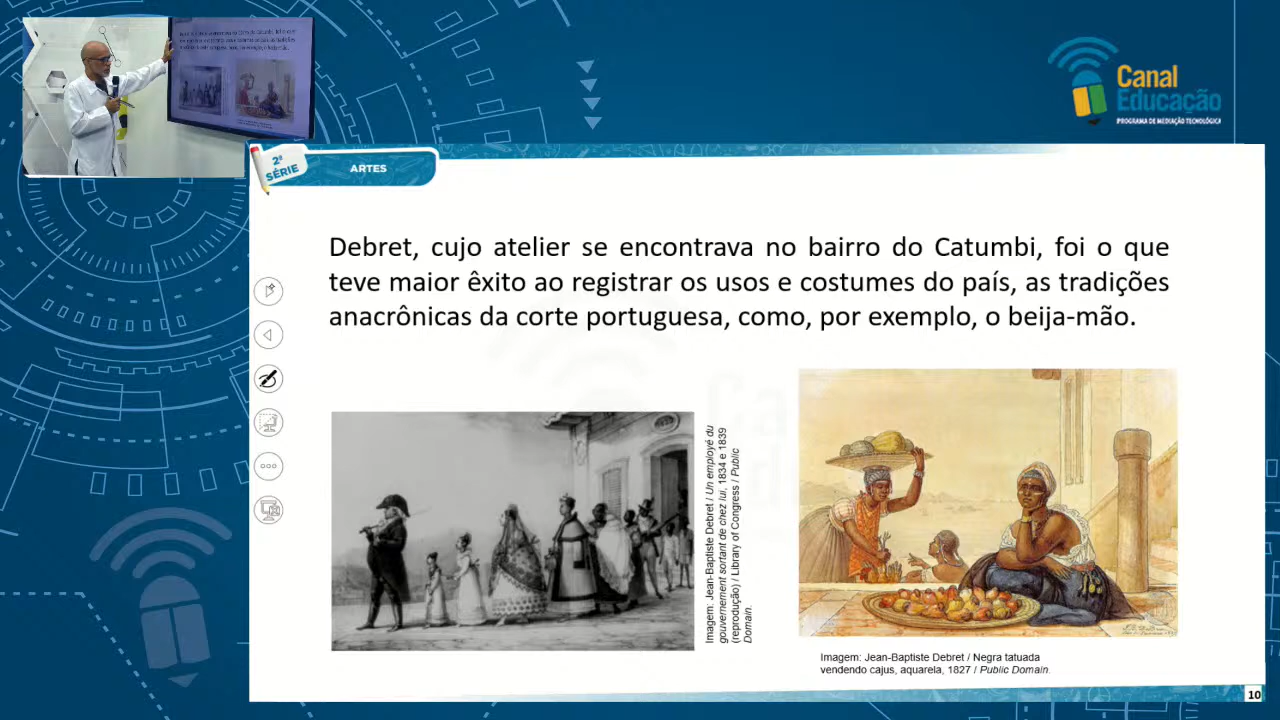 Canal
Educação
PROGRAMA DE MEDIAÇÃO TECNOLÓGICA
2ª
SÉRIE
ARTES
Debret, cujo atelier se encontrava no bairro do Catumbi, foi o que
teve maior êxito ao registrar os usos e costumes do país, as tradições
anacrônicas da corte portuguesa, como, por exemplo, o beija-mão.
Imagem: Jean-Baptiste Debret / Un employé du
gouvernement sortant de chez lui, 1834 e 1839
(reprodução) / Library of Congress / Public
Domain.
Imagem: Jean-Baptiste Debret / Negra tatuada
vendendo cajus, aquarela, 1827 / Public Domain.
10